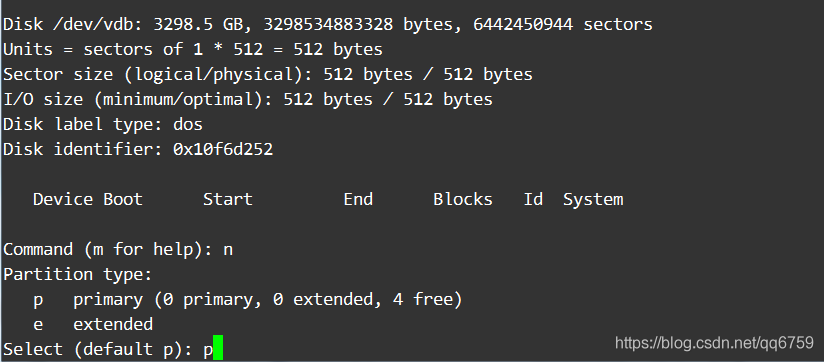 Disk /dev/vdb: 3298.5 GB, 3298534883328 bytes, 6442450944 sectors
Units = sectors of 1 * 512 = 512 bytes
Sector size (logical/physical): 512 bytes / 512 bytes
I/O size (minimum/optimal): 512 bytes / 512 bytes
Disk label type: dos
Disk identifier: 0x10f6d252
   Device Boot      Start         End      Blocks   Id  System
Command (m for help): n
Partition type:
   p   primary (0 primary, 0 extended, 4 free)
   e   extended
Select (default p): p
https://blog.csdn.net/qq6759